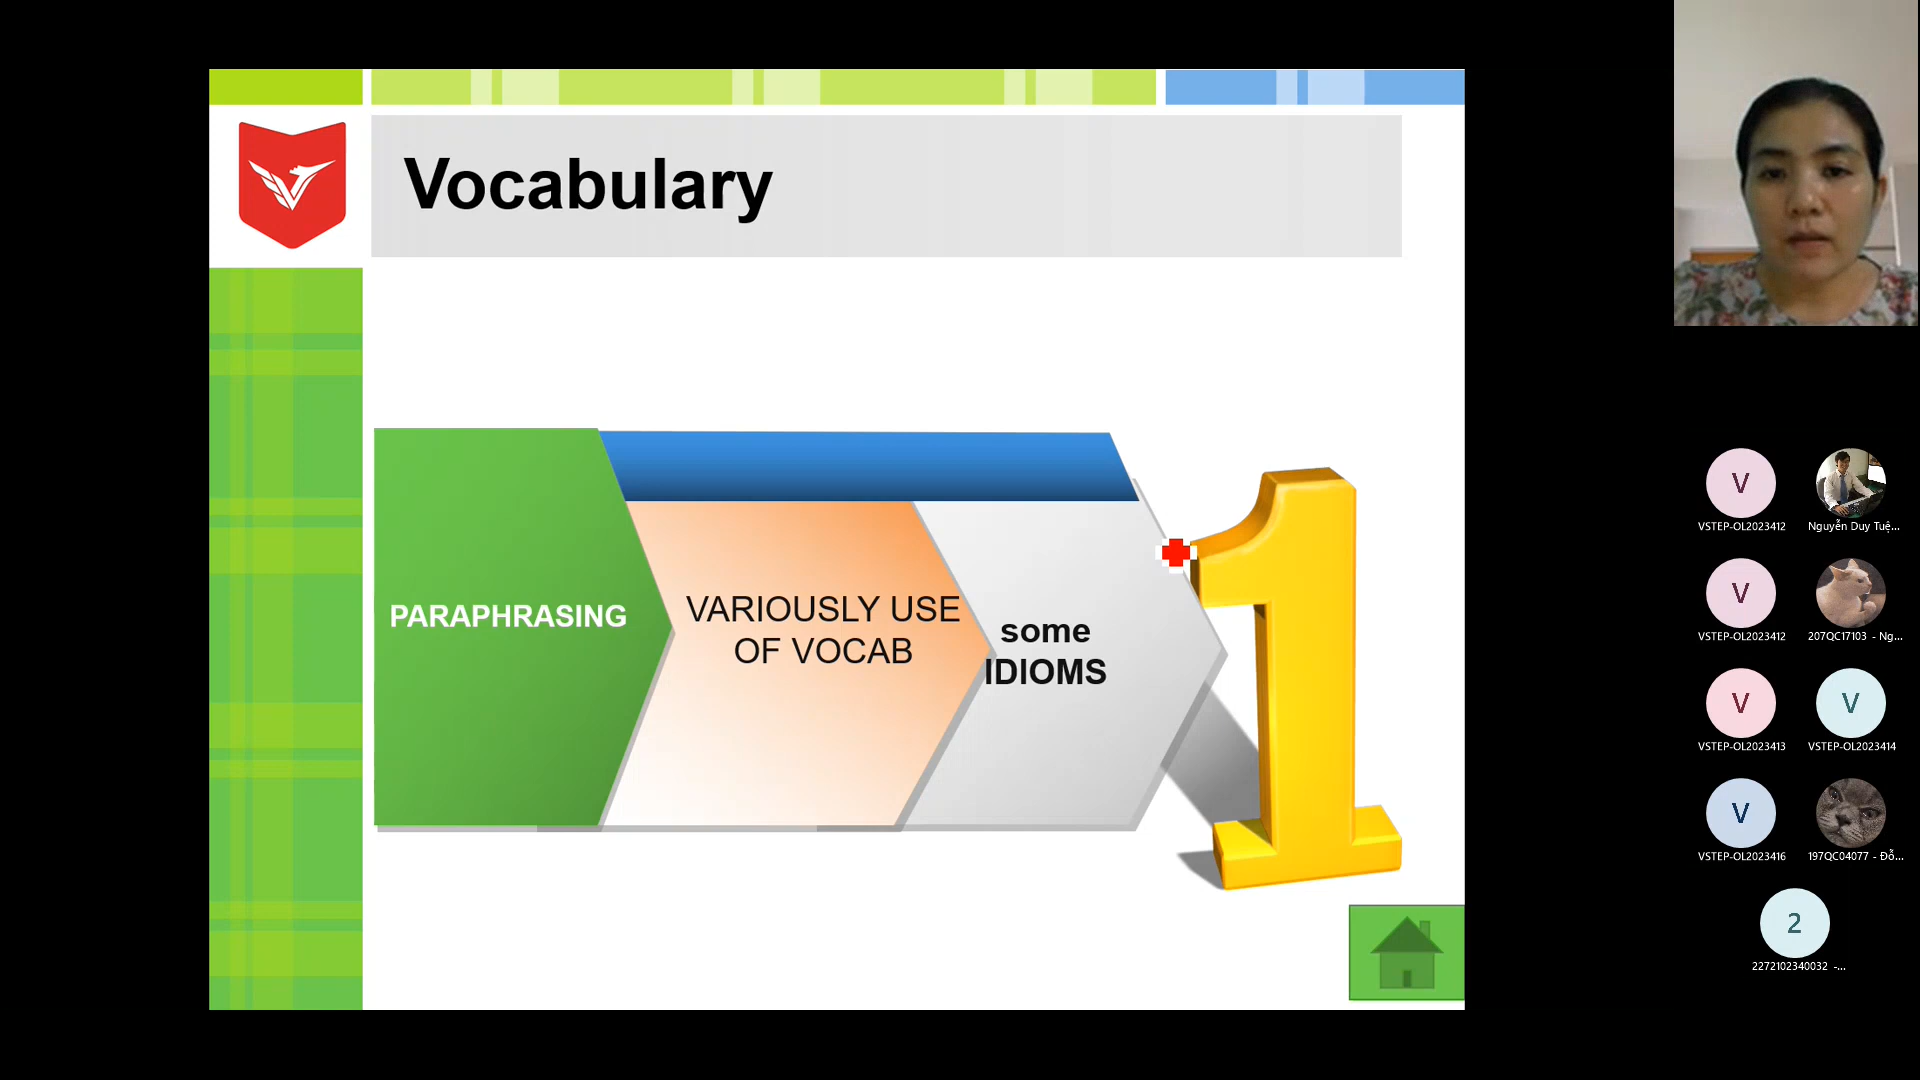 Vocabulary
PARAPHRASING
VARIOUSLY USE
OF VOCAB
some
IDIOMS
1
V
VSTEP-OL2023412
Nguyễn Duy Tuệ...
V
VSTEP-OL2023412
207QC17103 - Ng...
V
VSTEP-OL2023413
V
VSTEP-OL2023414
V
VSTEP-OL2023416
197QC04077 - Đỗ...
2
2272102340032 -...